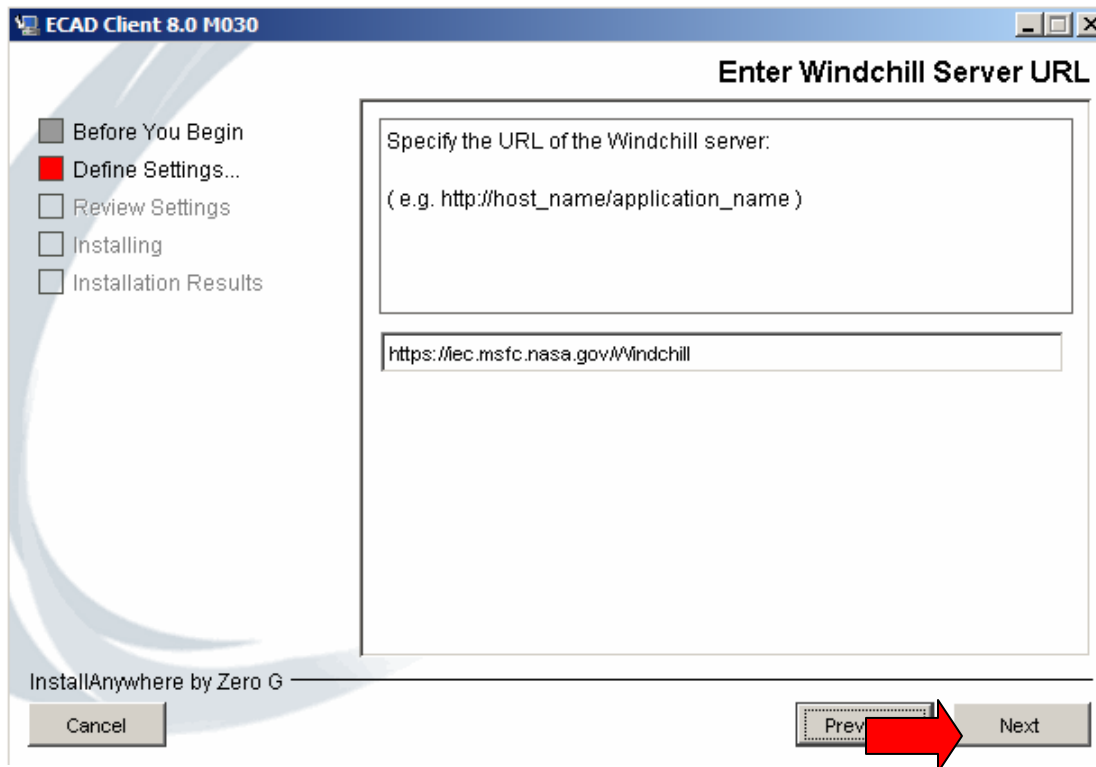 ECAD Client 8.0 M030
Enter Windchill Server URL
Before You Begin
Define Settings...
Review Settings
Installing
Installation Results
Specify the URL of the Windchill server:
( e.g. http://host_name/application_name )
https://iec.msfc.nasa.gov/Windchill
InstallAnywhere by Zero G
Cancel
Next